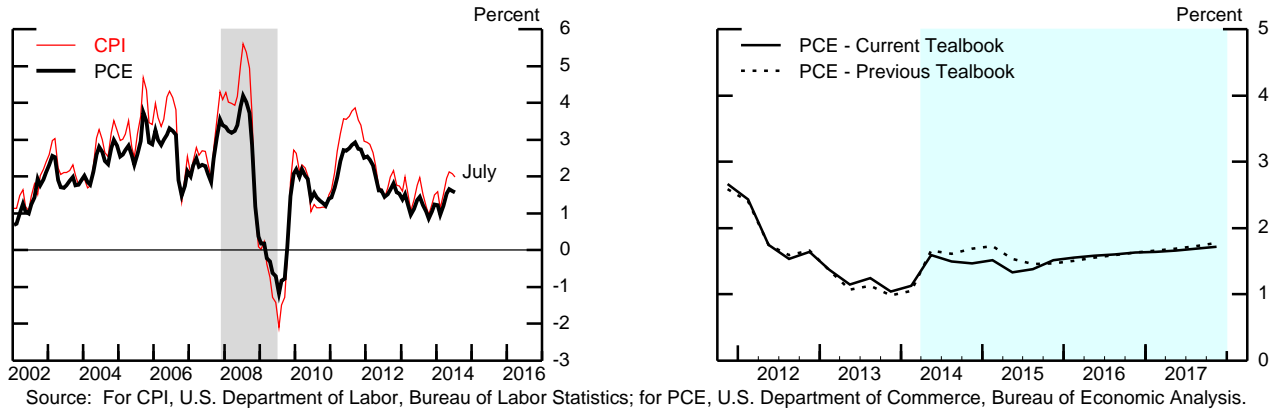 Percent
6
5
4
3
2
1
0
-1
-2
-3
CPI
PCE
July
2002 2004 2006 2008 2010 2012 2014 2016
Percent
5
4
3
2
1
0
PCE - Current Tealbook
PCE - Previous Tealbook
2012 2013 2014 2015 2016 2017
Source: For CPI, U.S. Department of Labor, Bureau of Labor Statistics; for PCE, U.S. Department of Commerce, Bureau of Economic Analysis.